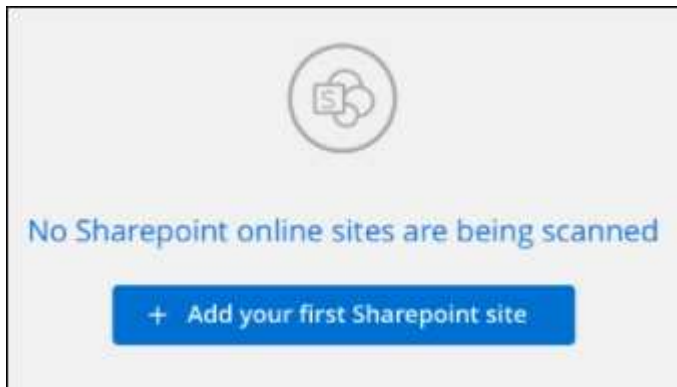 S
No Sharepoint online sites are being scanned
+ Add your first Sharepoint site